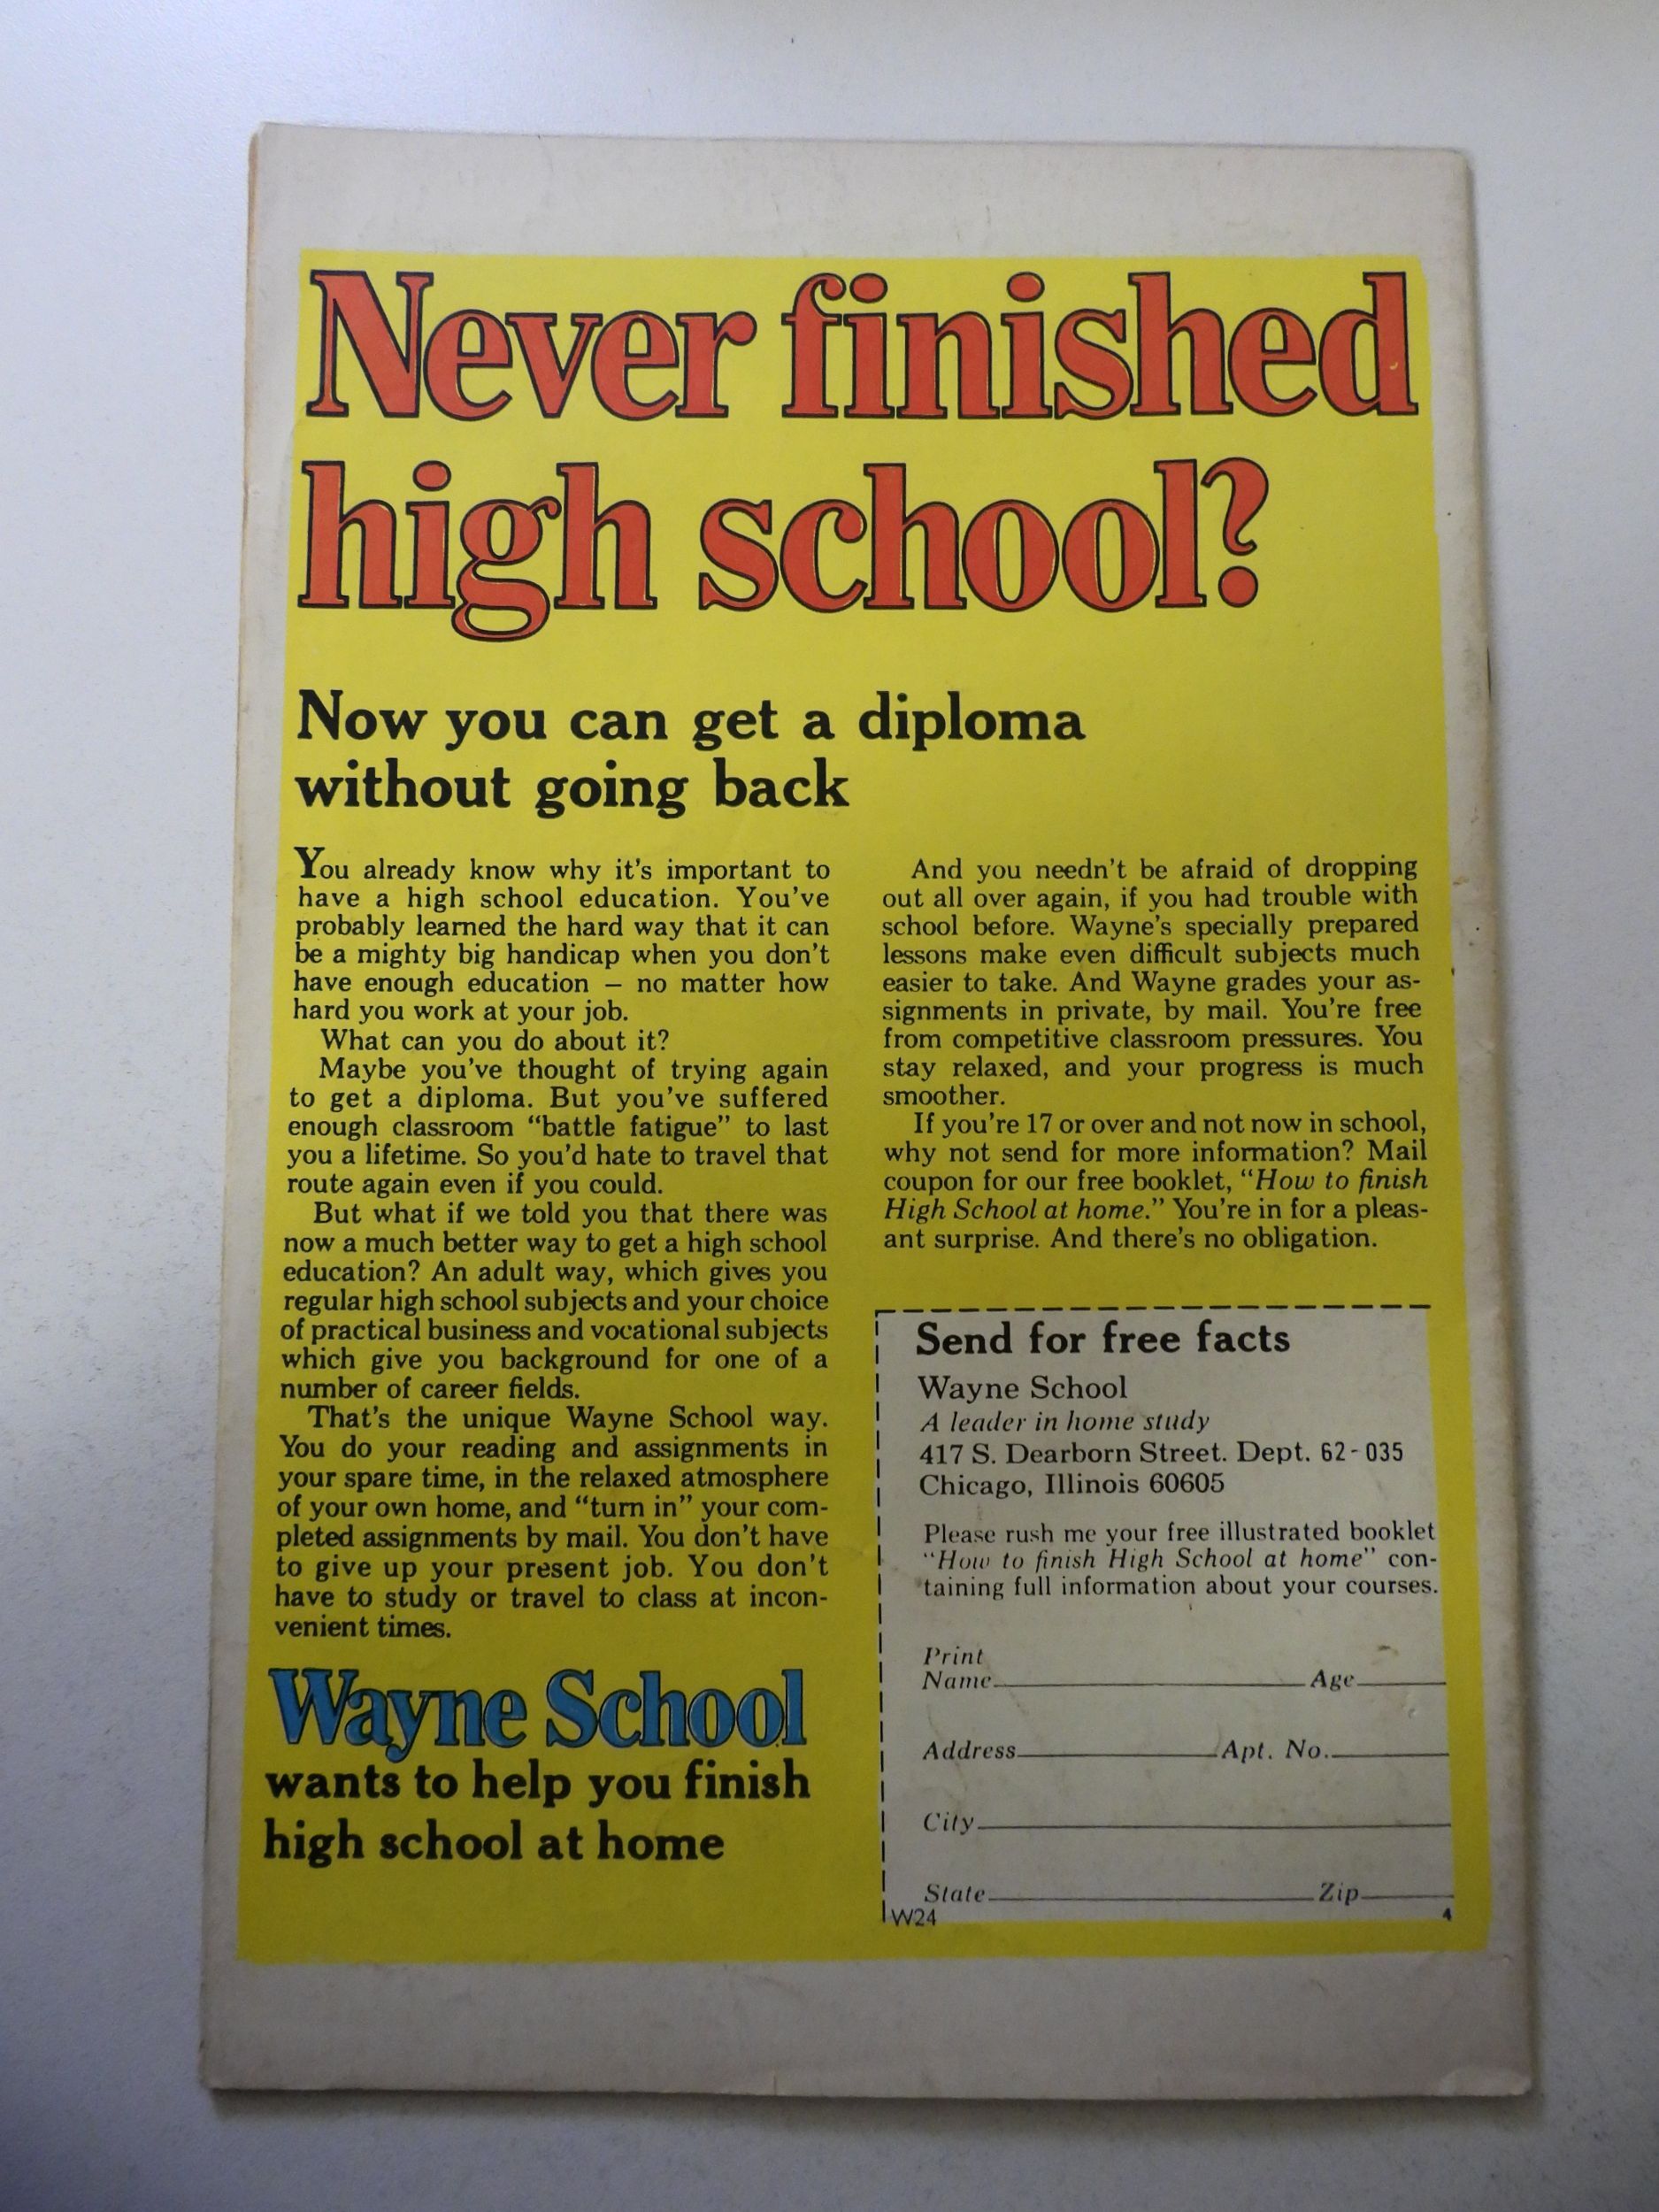 Never finished
high school?
Now you can get a diploma
without going back
You already know why it's important to
have a high school education. You've
probably learned the hard way that it can
be a mighty big handicap when you don't
have enough education – no matter how
hard you work at your job.
What can you do about it?
Maybe you've thought of trying again
to get a diploma. But you've suffered
enough classroom “battle fatigue” to last
you a lifetime. So you'd hate to travel that
route again even if you could.
But what if we told you that there was
now a much better way to get a high school
education? An adult way, which gives you
regular high school subjects and your choice
of practical business and vocational subjects
which give you background for one of a
number of career fields.
That's the unique Wayne School way.
You do your reading and assignments in
your spare time, in the relaxed atmosphere
of your own home, and “turn in” your com-
pleted assignments by mail. You don't have
to give up your present job. You don't
have to study or travel to class at incon-
venient times.
Wayne School
wants to help you finish
high school at home
And you needn't be afraid of dropping
out all over again, if you had trouble with
school before. Wayne's specially prepared
lessons make even difficult subjects much
easier to take. And Wayne grades your as-
signments in private, by mail. You're free
from competitive classroom pressures. You
stay relaxed, and your progress is much
smoother.
If you're 17 or over and not now in school,
why not send for more information? Mail
coupon for our free booklet, “How to finish
High School at home.” You're in for a pleas-
ant surprise. And there's no obligation.
Send for free facts
Wayne School
A leader in home study
417 S. Dearborn Street. Dept. 62-035
Chicago, Illinois 60605
Please rush me your free illustrated booklet
“How to finish High School at home” con-
taining full information about your courses.
Print
Name Age
Address Apt. No.
City
State Zip
W24 4